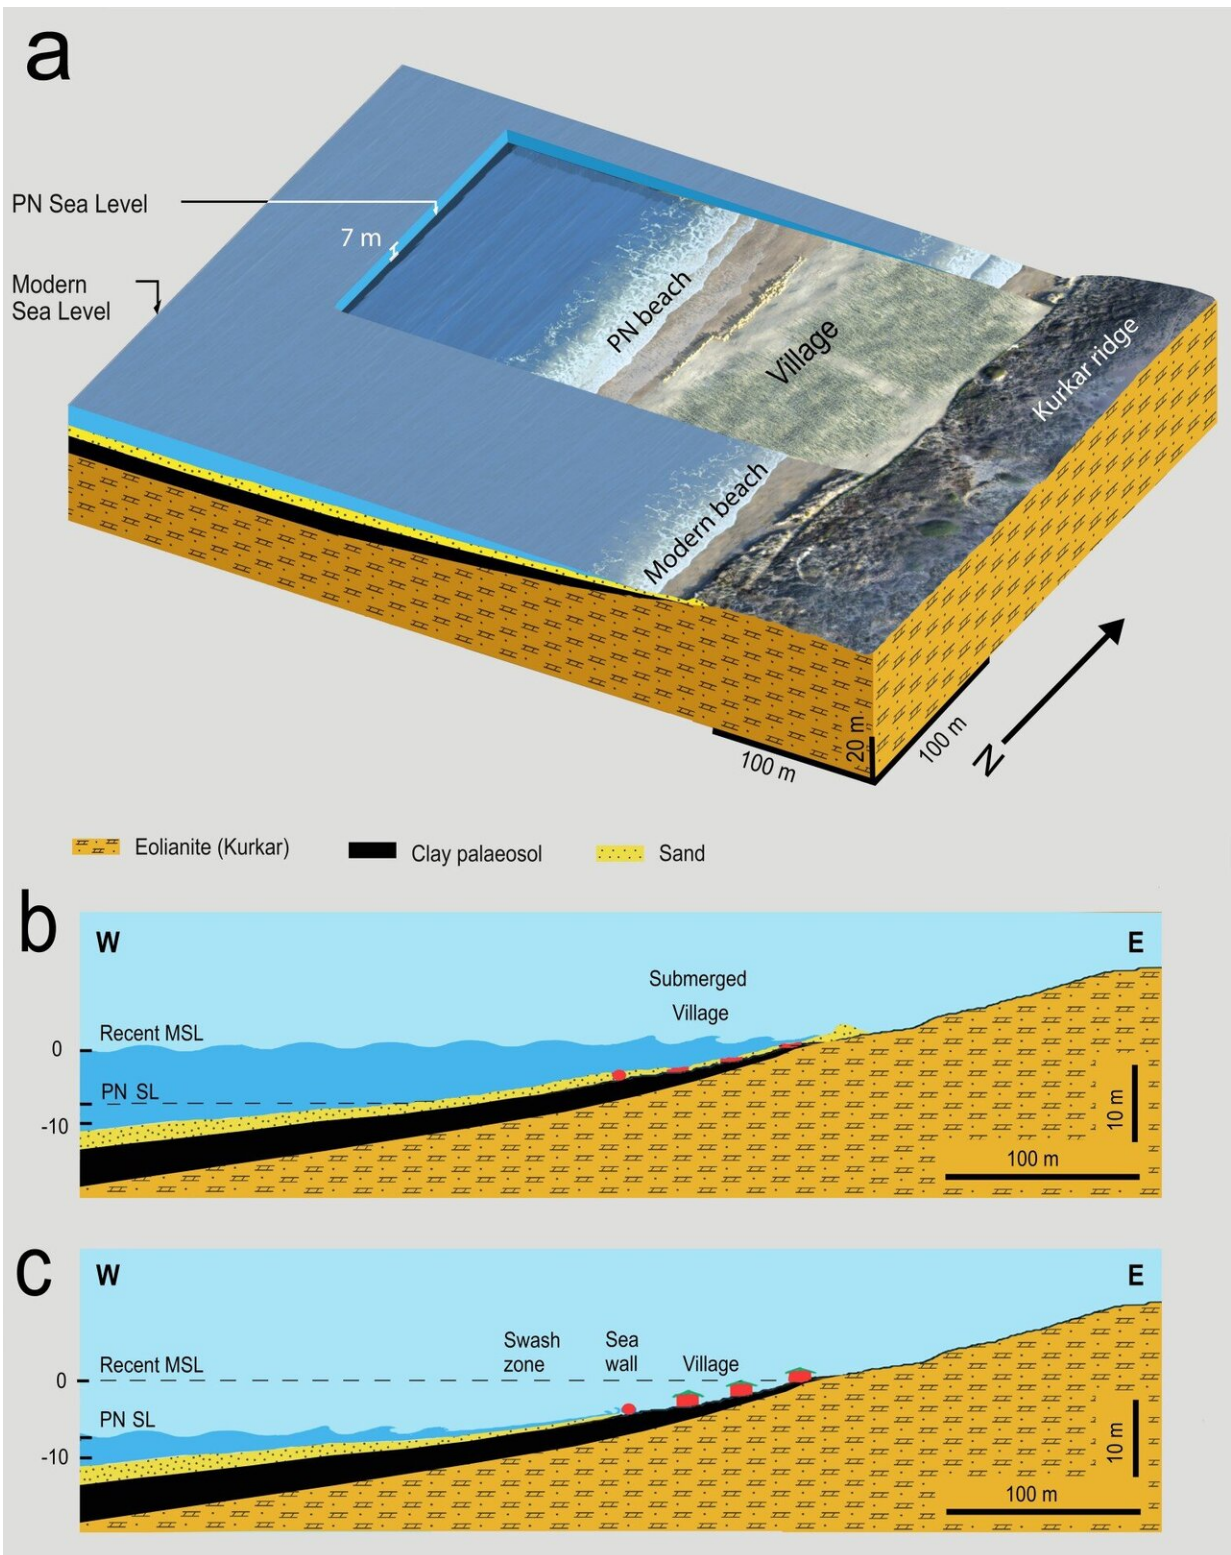 a
PN Sea Level
7 m
Modern
Sea Level
PN beach
Village
Kurkar ridge
Modern beach
20 m
100 m
100 m
N
Eolianite (Kurkar)
Clay palaeosol
Sand
b
W
E
Submerged
Village
Recent MSL
0
PN SL
-10
10 m
100 m
c
W
E
Swash
zone
Sea
wall
Village
Recent MSL
0
PN SL
-10
10 m
100 m